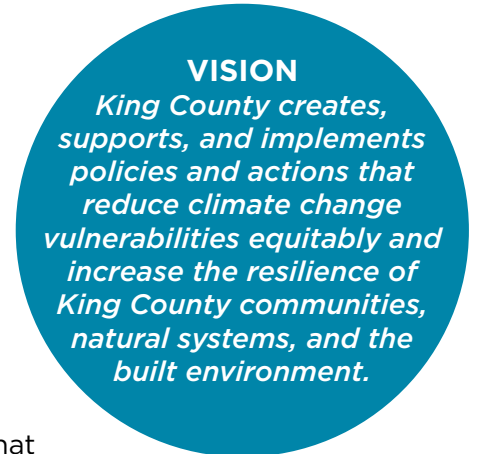 VISION
King County creates,
supports, and implements
policies and actions that
reduce climate change
vulnerabilities equitably and
increase the resilience of
King County communities,
natural systems, and the
built environment.